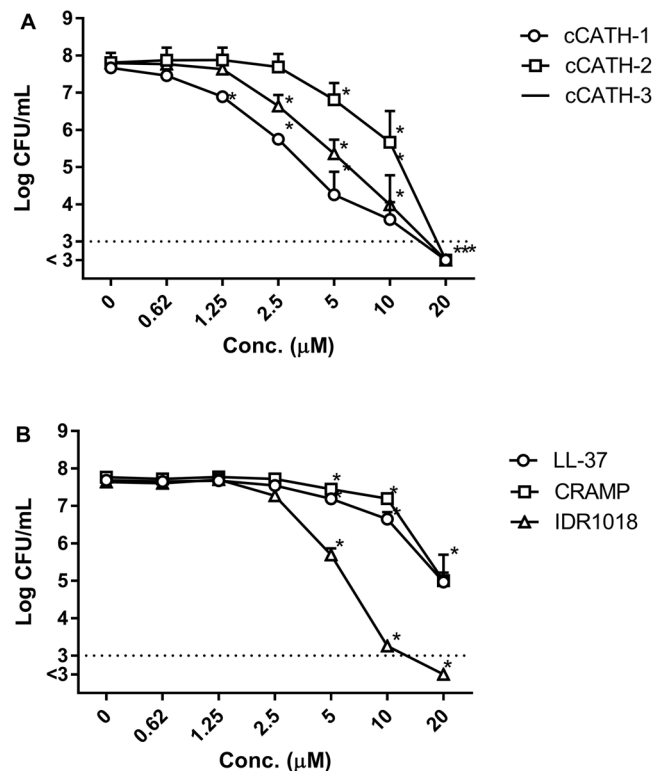 A
9
8
7
6
5
4
3
< 3
Log CFU/mL
* * * * * * * * * ***
0 0.62 1.25 2.5 5 10 20
Conc. (μM)
cCATH-1
cCATH-2
cCATH-3
B
9
8
7
6
5
4
3
<3
Log CFU/mL
* * * * * * * *
0 0.62 1.25 2.5 5 10 20
Conc. (μM)
LL-37
CRAMP
IDR1018